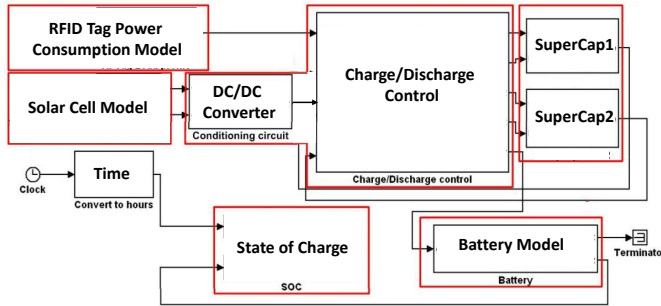 RFID Tag Power
Consumption Model
Solar Cell Model
DC/DC
Converter
Conditioning circuit
Charge/Discharge
Control
Charge/Discharge control
SuperCap1
SuperCap2
Clock
Time
Convert to hours
State of Charge
SOC
Battery Model
Battery
Terminato